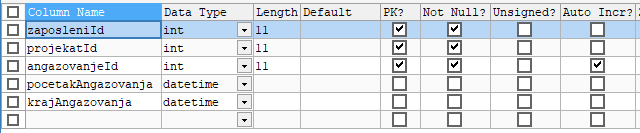 Column Name Data Type Length Default PK? Not Null? Unsigned? Auto Incr?
zaposleniId int 11
projekatId int 11
angazovanjeId int 11
pocetakAngazovanja datetime
krajAngazovanja datetime